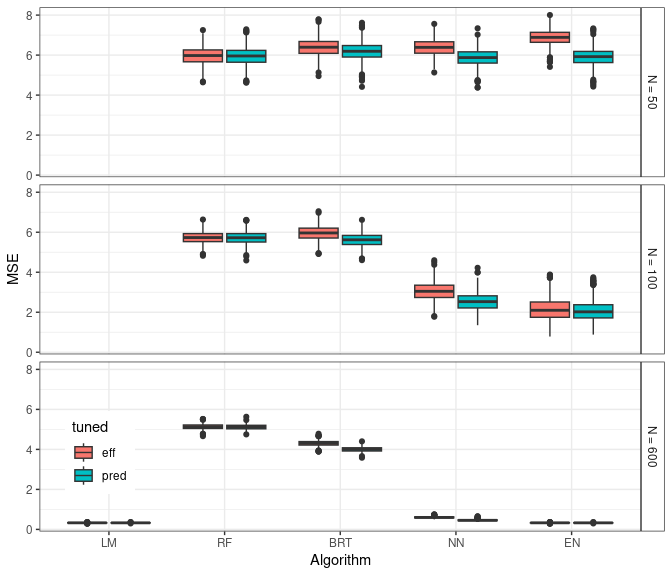 8
6
4
2
0
N = 50
8
6
4
2
0
N = 100
MSE
8
6
4
2
0
N = 600
tuned
eff
pred
LM RF BRT NN EN
Algorithm